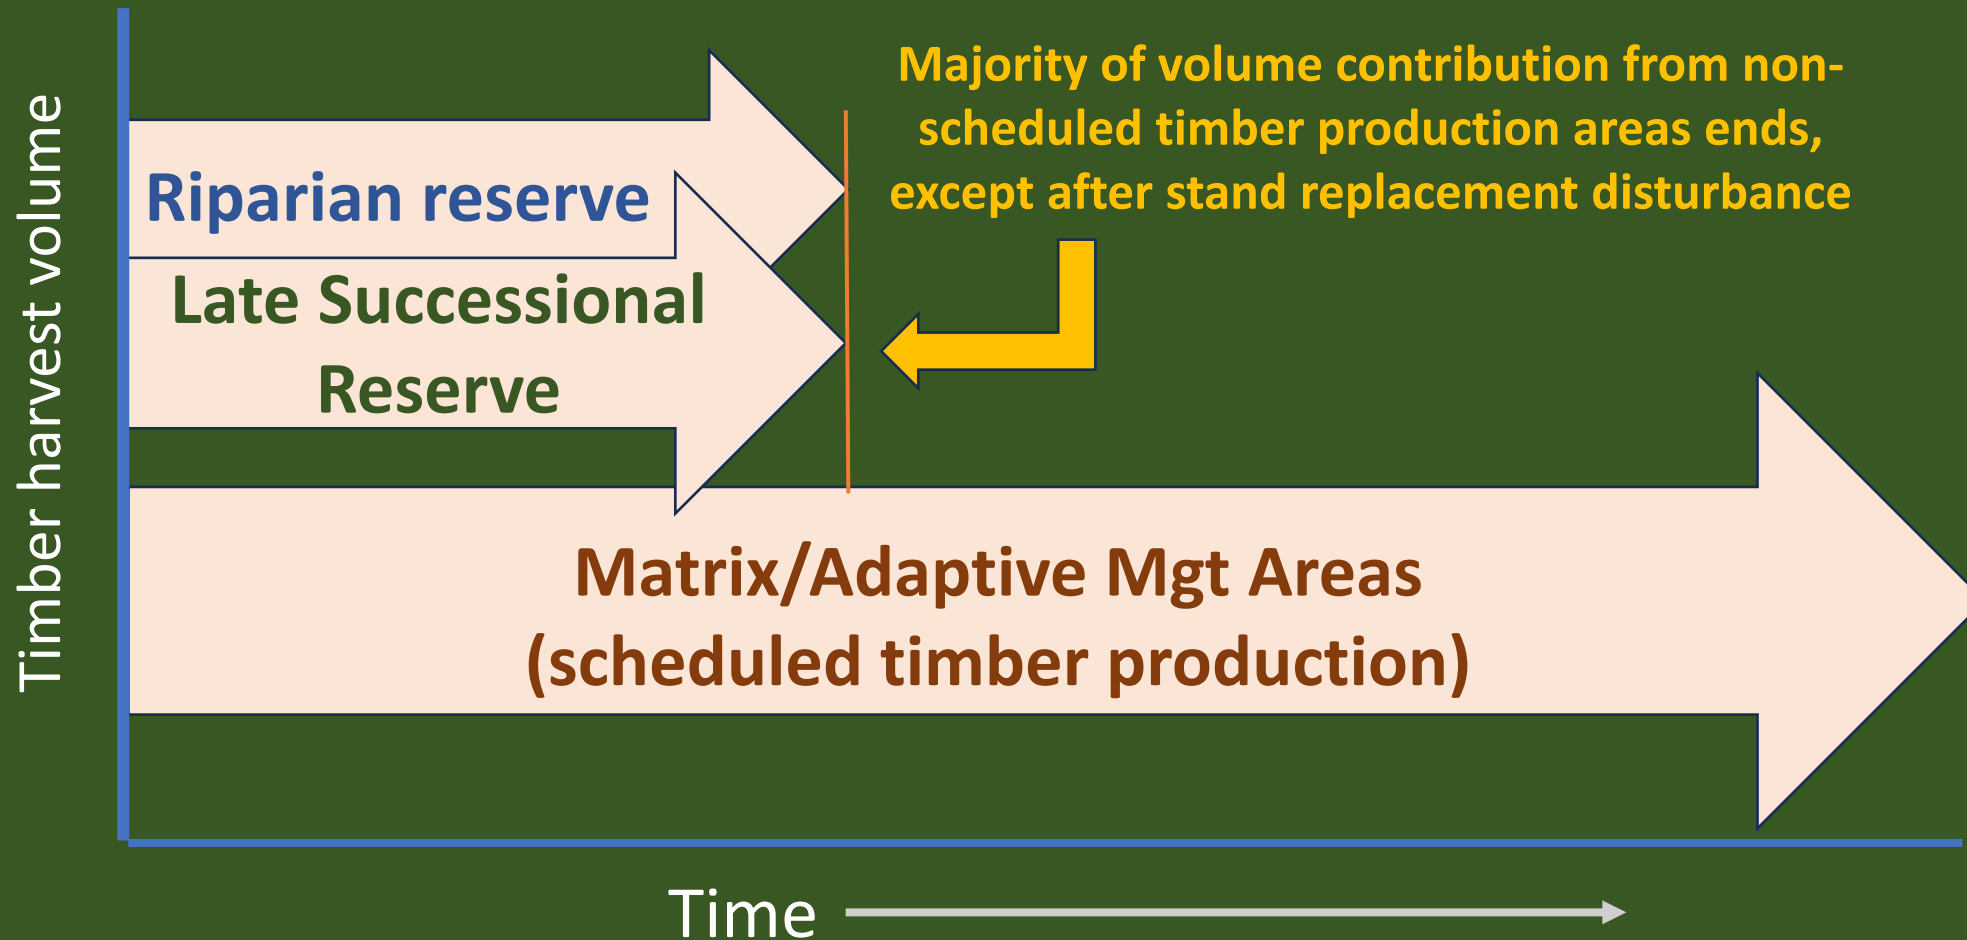 Timber harvest volume
Majority of volume contribution from non-
scheduled timber production areas ends,
except after stand replacement disturbance
Riparian reserve
Late Successional
Reserve
Matrix/Adaptive Mgt Areas
(scheduled timber production)
Time